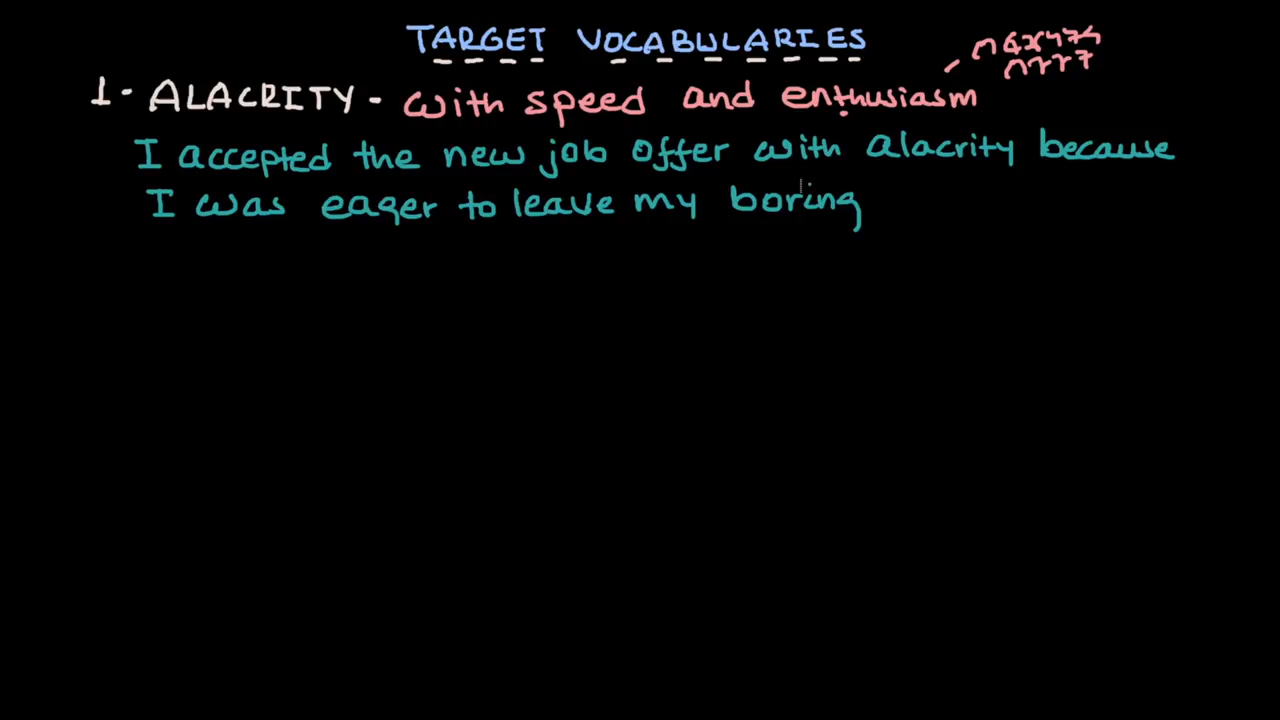 TARGET VOCABULARIES
1- ALACRITY - with speed and enthusiasm
I accepted the new job offer with alacrity because
I was eager to leave my boring